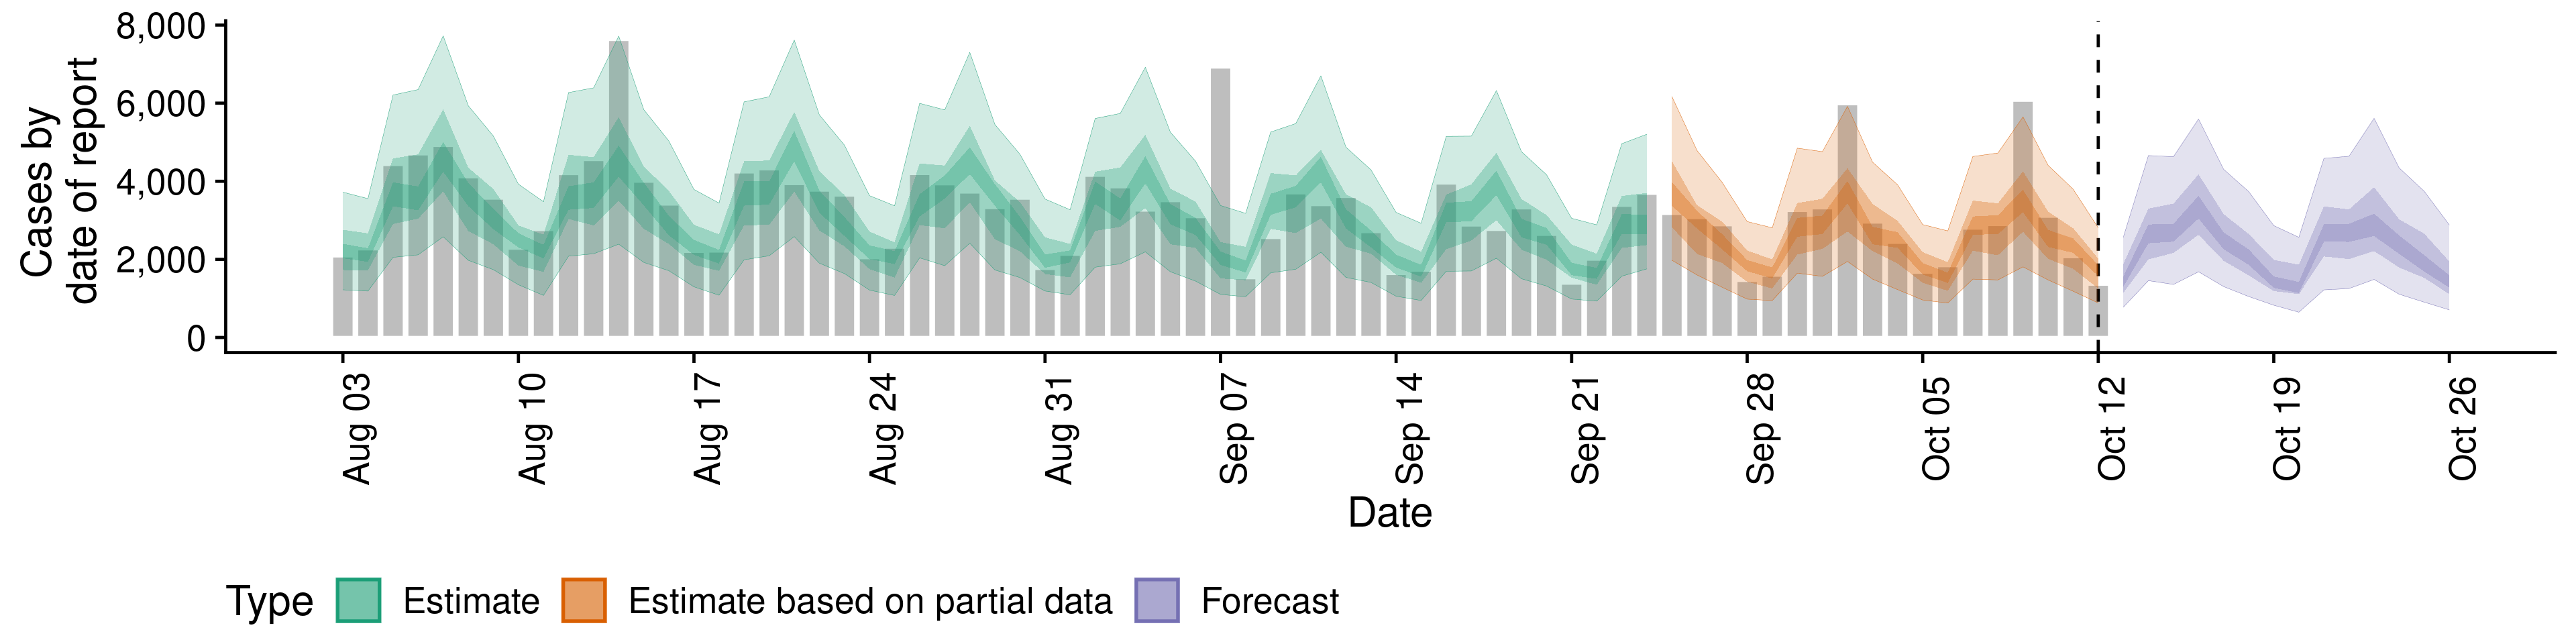 Cases by
date of report
8,000
6,000
4,000
2,000
0
Aug 03
Aug 10
Aug 17
Aug 24
Aug 31
Sep 07
Sep 14
Sep 21
Sep 28
Oct 05
Oct 12
Oct 19
Oct 26
Date
Type Estimate Estimate based on partial data Forecast